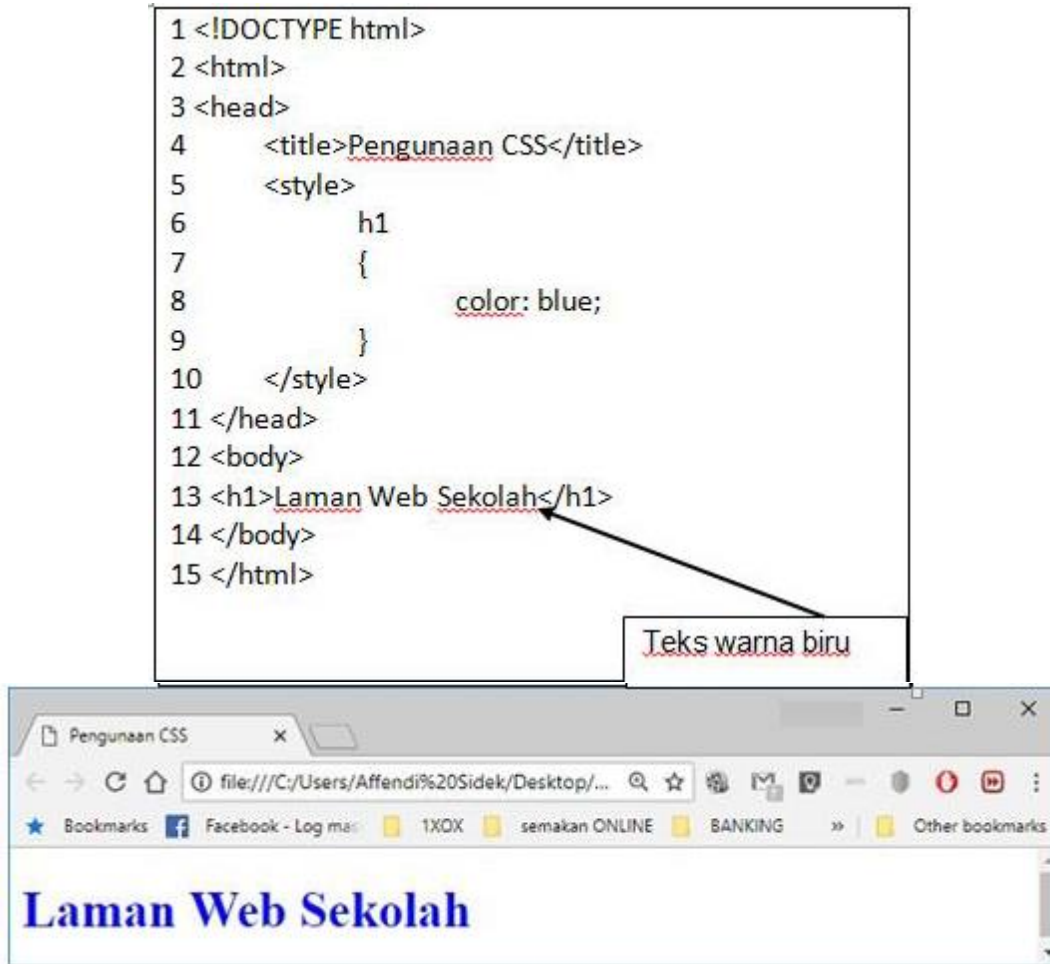 1 <!DOCTYPE html>
2 <html>
3 <head>
4 <title>Pengunaan CSS</title>
5 <style>
6 h1
7 {
8 color: blue;
9 }
10 </style>
11 </head>
12 <body>
13 <h1>Laman Web Sekolah</h1>
14 </body>
15 </html>
Teks warna biru
Pengunaan CSS
file:///C:/Users/Affendi%20Sidek/Desktop/...
Bookmarks Facebook - Log mas 1XOX semakan ONLINE BANKING » Other bookmarks
Laman Web Sekolah